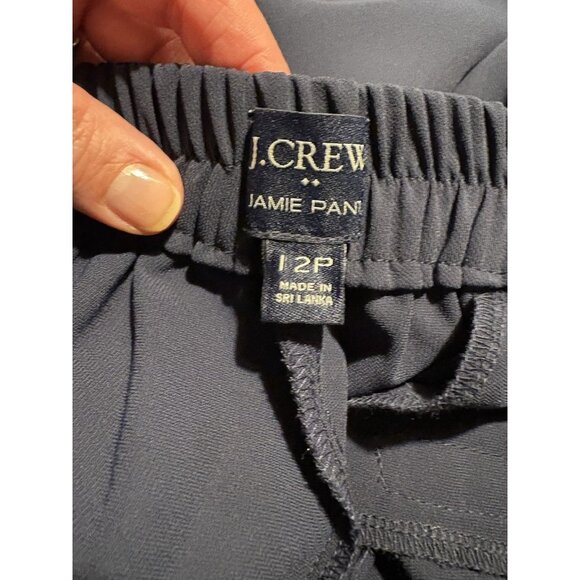 J.CREW
JAMIE PANT
12P
MADE IN
SRI LANKA